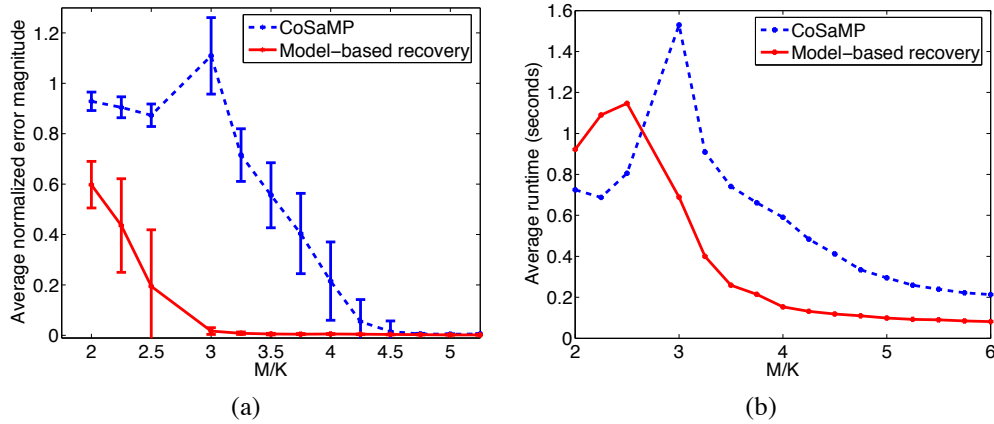 Average normalized error magnitude
1.2
1
0.8
0.6
0.4
0.2
0
2
2.5
3
3.5
4
4.5
5
M/K
CoSaMP
Model−based recovery
(a)
Average runtime (seconds)
1.6
1.4
1.2
1
0.8
0.6
0.4
0.2
0
2
3
4
5
6
M/K
CoSaMP
Model−based recovery
(b)